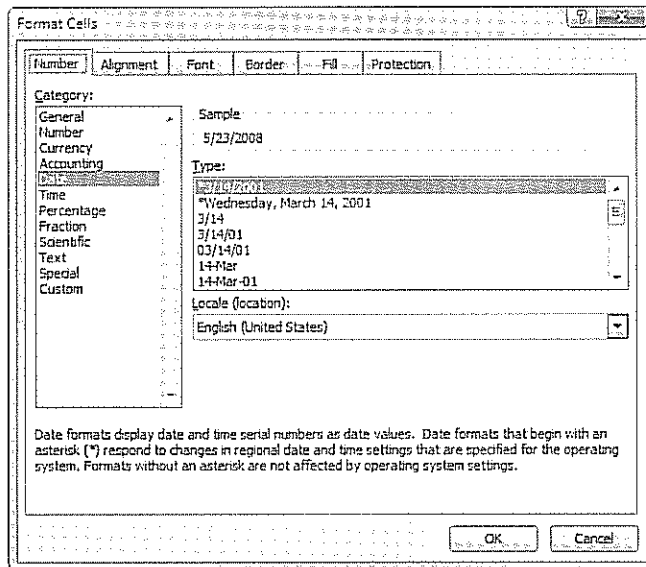 Format Cells
Number Alignment Font Border Fill Protection
Category:
General
Number
Currency
Accounting
Date
Time
Percentage
Fraction
Scientific
Text
Special
Custom
Sample
5/23/2008
Type:
*3/14/2001
*Wednesday, March 14, 2001
3/14
3/14/01
03/14/01
14-Mar
14-Mar-01
Locale (location):
English (United States)
Date formats display date and time serial numbers as date values. Date formats that begin with an
asterisk (*) respond to changes in regional date and time settings that are specified for the operating
system. Formats without an asterisk are not affected by operating system settings.
OK Cancel